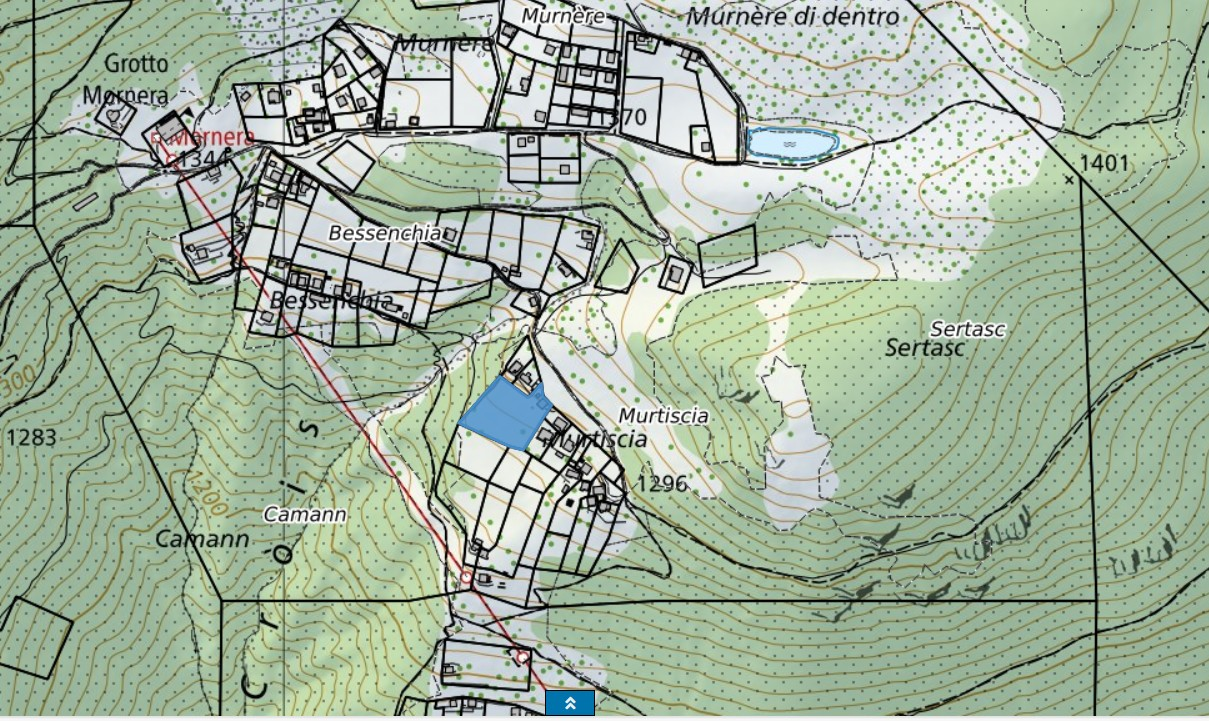 Murnère
Murnère di dentro
Murnère
Grotto
Mornera
Mornera
1344
370
1401
Bessenchia
Bessenchia
Sertasc
Sertasc
300
1283
Murtiscia
Murtiscia
1296
1200
Camann
Camann
Cròis